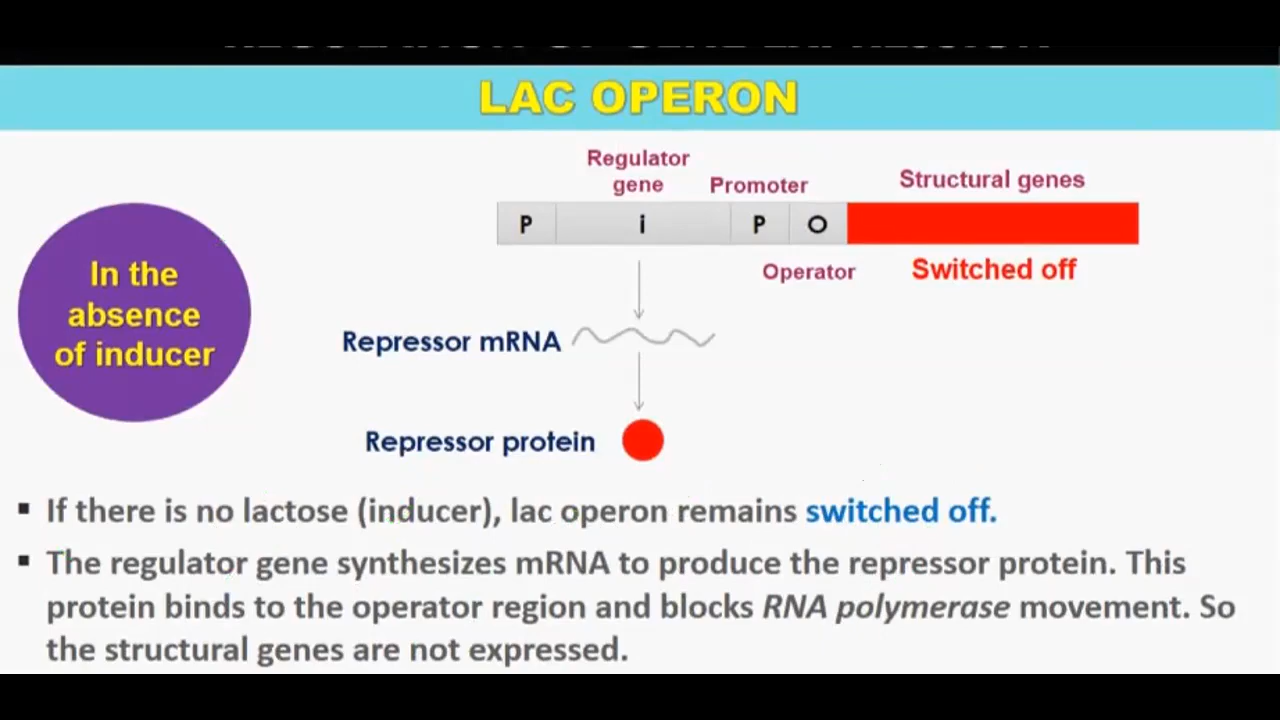 LAC OPERON
Regulator
gene
Promoter
Structural genes
P
i
P
O
Operator
Switched off
In the
absence
of inducer
Repressor mRNA
Repressor protein
▪ If there is no lactose (inducer), lac operon remains switched off.
▪ The regulator gene synthesizes mRNA to produce the repressor protein. This
protein binds to the operator region and blocks RNA polymerase movement. So
the structural genes are not expressed.